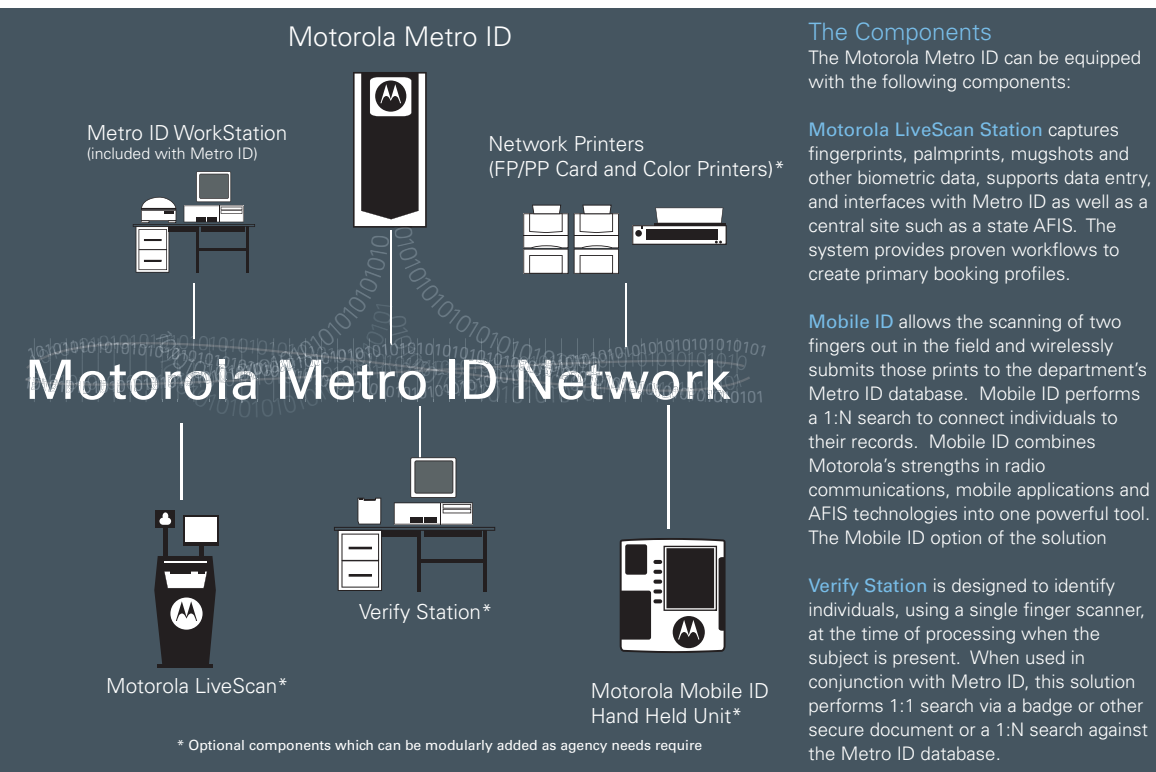 Motorola Metro ID
Metro ID WorkStation
(included with Metro ID)
Network Printers
(FP/PP Card and Color Printers)*
Motorola Metro ID Network
Verify Station*
Motorola LiveScan*
Motorola Mobile ID
Hand Held Unit*
* Optional components which can be modularly added as agency needs require
The Components
The Motorola Metro ID can be equipped
with the following components:
Motorola LiveScan Station captures
fingerprints, palmprints, mugshots and
other biometric data, supports data entry,
and interfaces with Metro ID as well as a
central site such as a state AFIS. The
system provides proven workflows to
create primary booking profiles.
Mobile ID allows the scanning of two
fingers out in the field and wirelessly
submits those prints to the department's
Metro ID database. Mobile ID performs
a 1:N search to connect individuals to
their records. Mobile ID combines
Motorola's strengths in radio
communications, mobile applications and
AFIS technologies into one powerful tool.
The Mobile ID option of the solution
Verify Station is designed to identify
individuals, using a single finger scanner,
at the time of processing when the
subject is present. When used in
conjunction with Metro ID, this solution
performs 1:1 search via a badge or other
secure document or a 1:N search against
the Metro ID database.